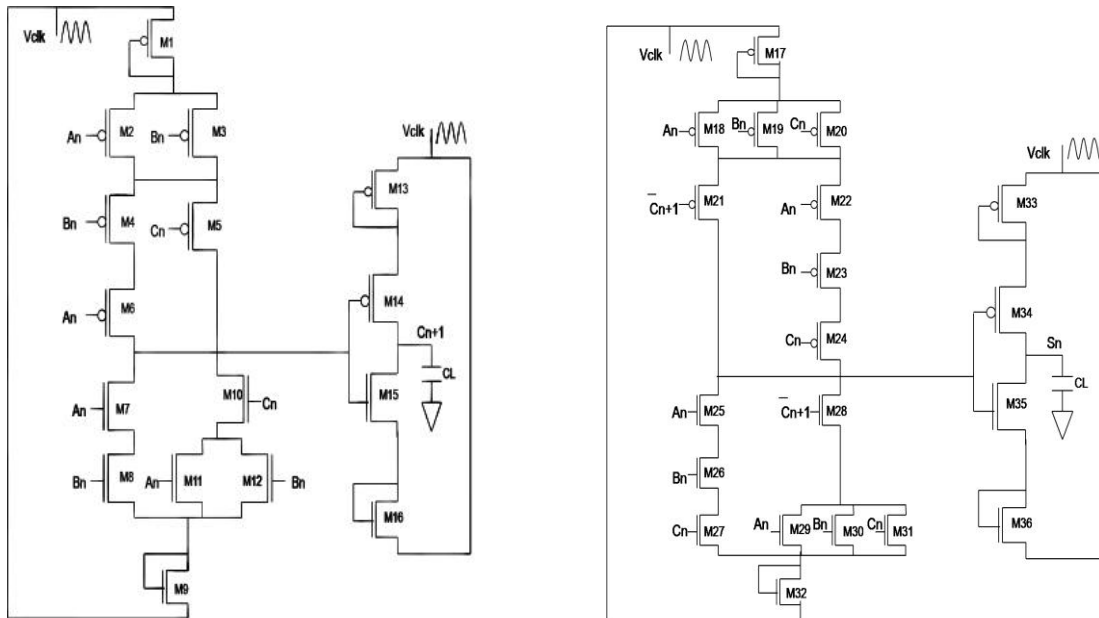 Vclk
M1
An
M2
Bn
M3
Bn
M4
Cn
M5
An
M6
An
M7
M10
Cn
Bn
M8
An
M11
M12
Bn
M9
Vclk
M13
M14
Cn+1
CL
M15
M16
Vclk
M17
An
M18
Bn
M19
Cn
M20
C̅n+1
M21
An
M22
Bn
M23
Cn
M24
An
M25
C̅n+1
M28
Bn
M26
Cn
M27
An
M29
Bn
M30
Cn
M31
M32
Vclk
M33
M34
Sn
CL
M35
M36